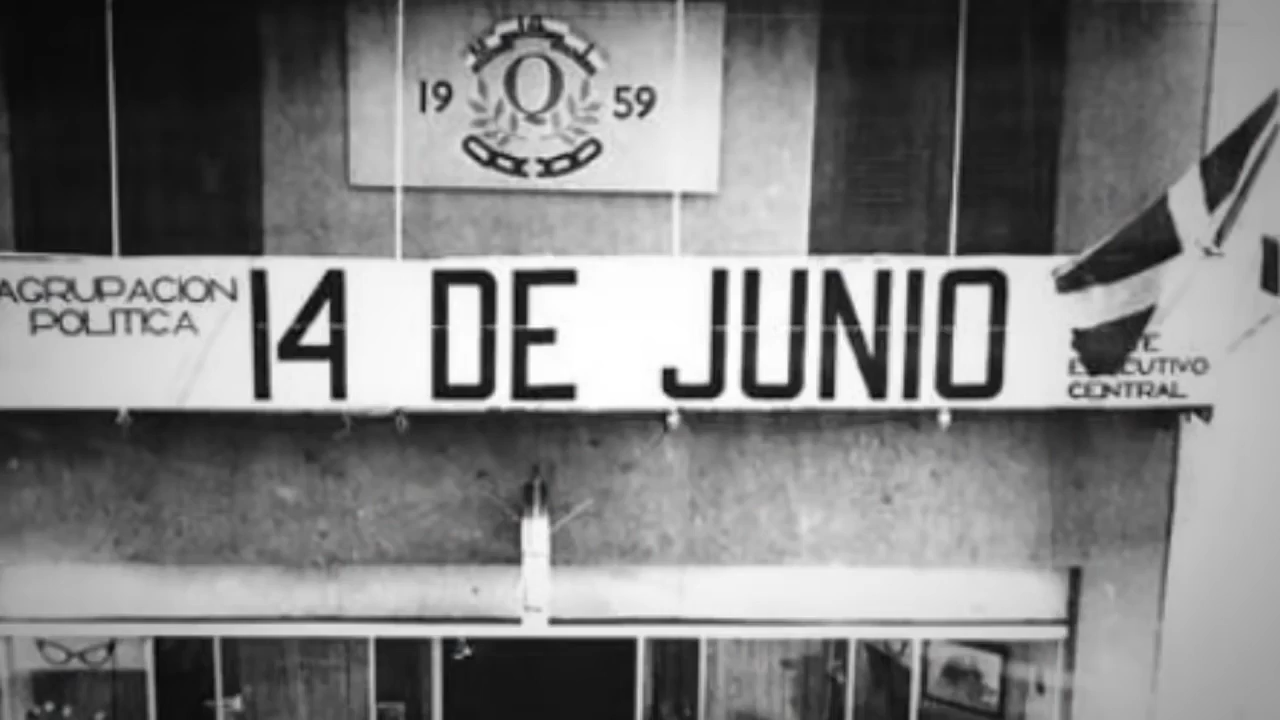 19 Q 59
AGRUPACION
POLITICA
14 DE JUNIO
EJECUTIVO
CENTRAL